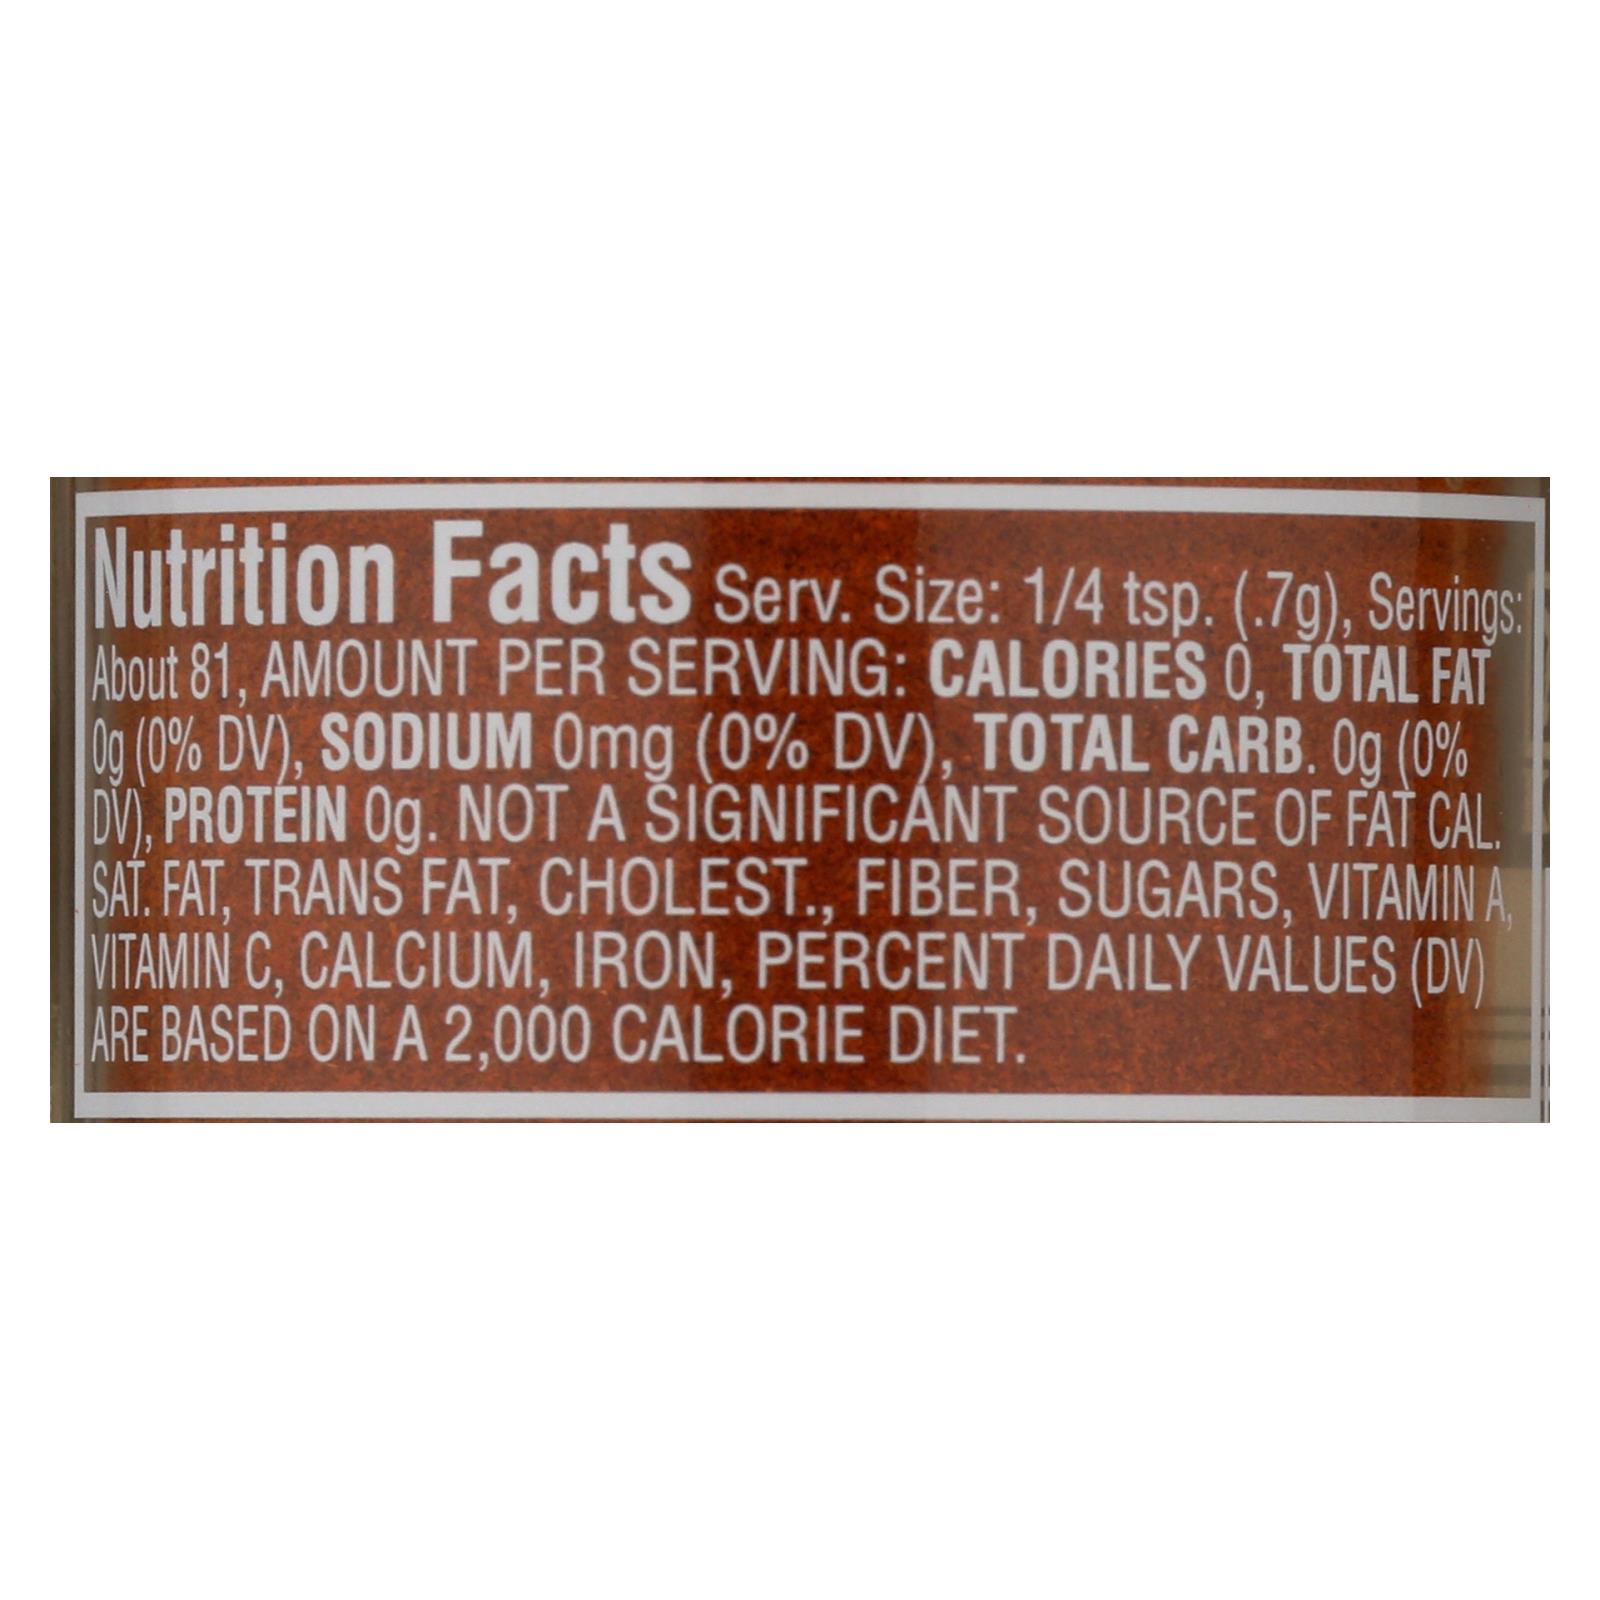 Nutrition Facts Serv. Size: 1/4 tsp. (.7g), Servings:
About 81, AMOUNT PER SERVING: CALORIES 0, TOTAL FAT
0g (0% DV), SODIUM 0mg (0% DV), TOTAL CARB. 0g (0%
DV), PROTEIN 0g. NOT A SIGNIFICANT SOURCE OF FAT CAL.
SAT. FAT, TRANS FAT, CHOLEST., FIBER, SUGARS, VITAMIN A,
VITAMIN C, CALCIUM, IRON, PERCENT DAILY VALUES (DV)
ARE BASED ON A 2,000 CALORIE DIET.